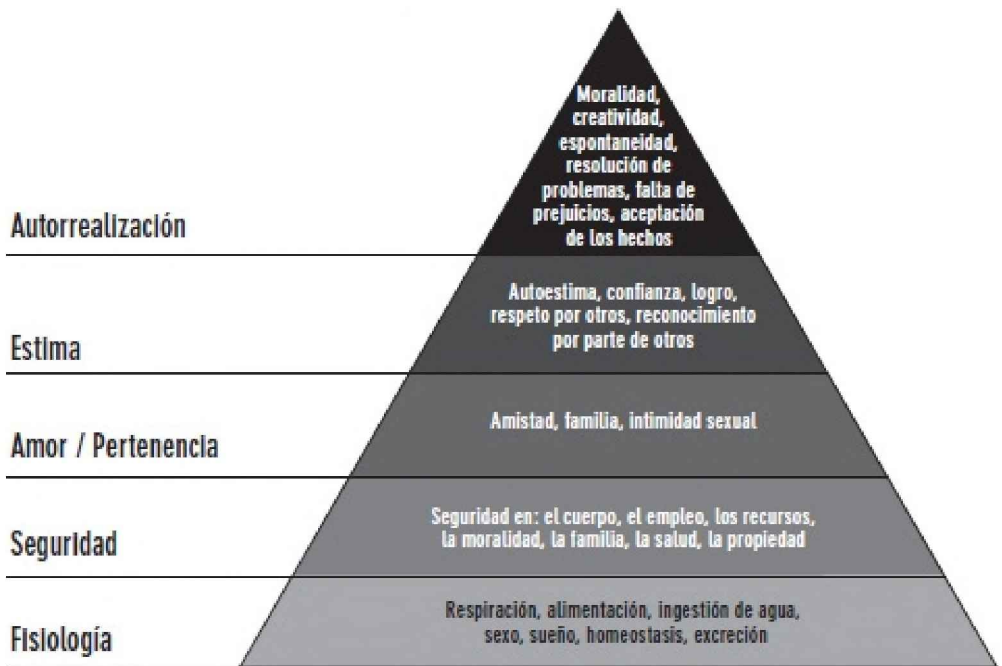 Moralidad,
creatividad,
espontaneidad,
resolución de
problemas, falta de
prejuicios, aceptación
de los hechos
Autorrealización
Autoestima, confianza, logro,
respeto por otros, reconocimiento
por parte de otros
Estima
Amistad, familia, intimidad sexual
Amor / Pertenencia
Seguridad en: el cuerpo, el empleo, los recursos,
la moralidad, la familia, la salud, la propiedad
Seguridad
Respiración, alimentación, ingestión de agua,
sexo, sueño, homeostasis, excreción
Fisiología